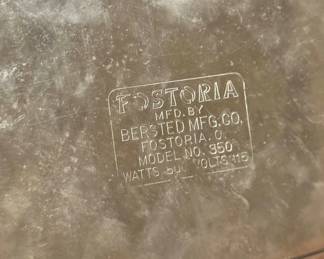 FOSTORIA
MFD. BY
BERSTED MFG. CO.
FOSTORIA, O.
MODEL NO. 350
WATTS VOLTS 115